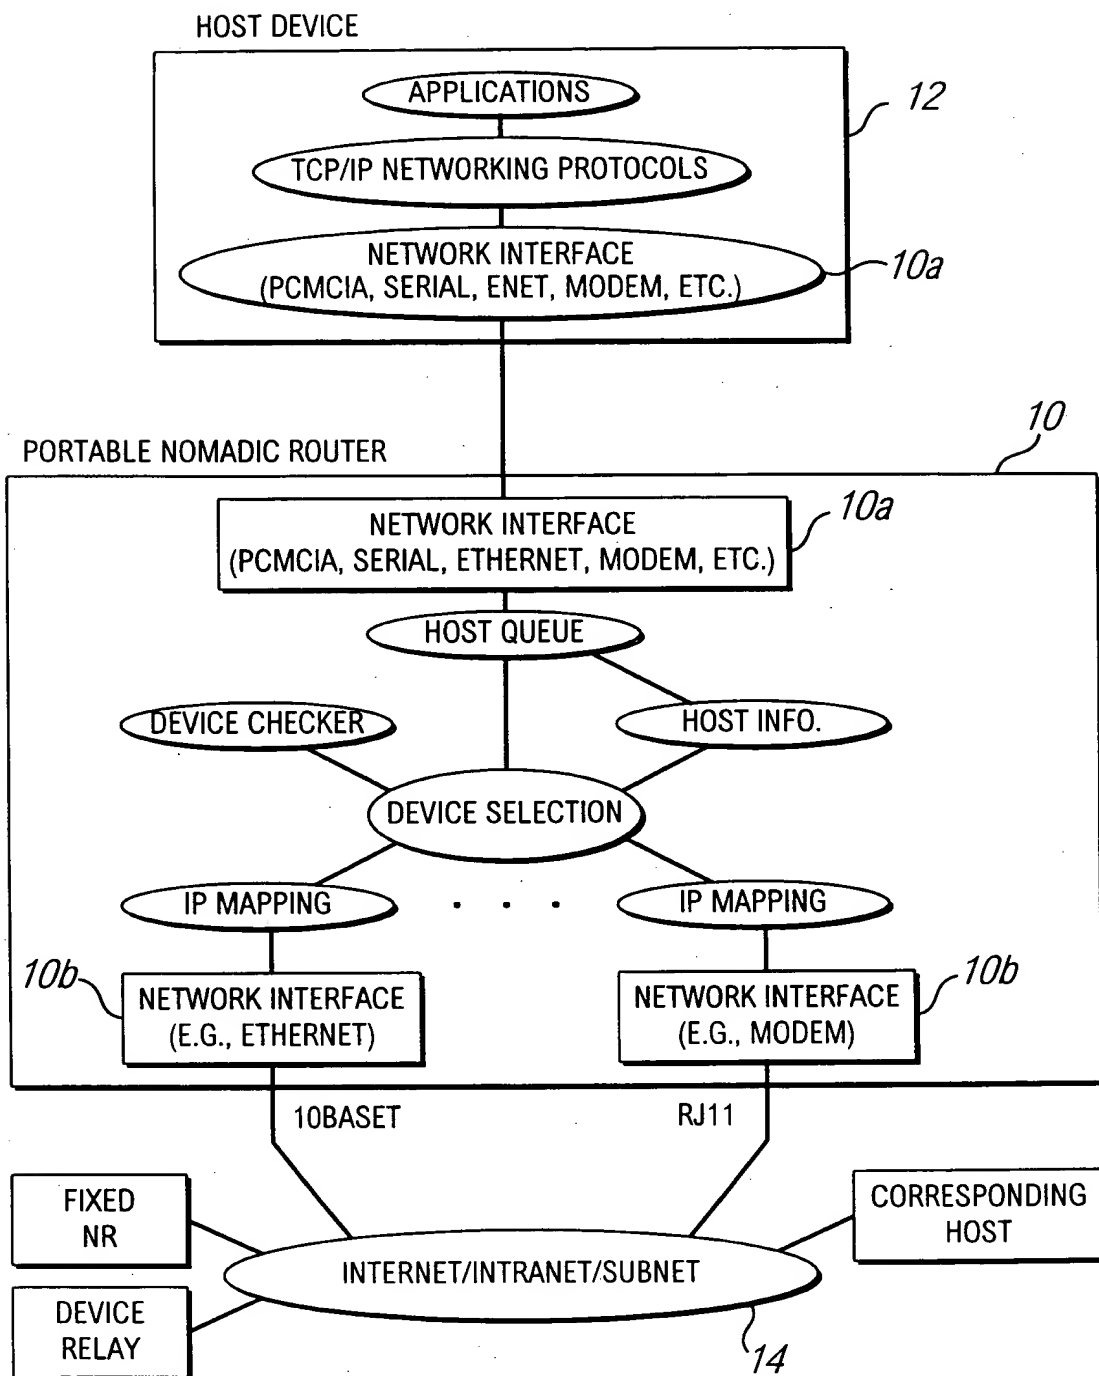 HOST DEVICE
APPLICATIONS
12
TCP/IP NETWORKING PROTOCOLS
NETWORK INTERFACE
(PCMCIA, SERIAL, ENET, MODEM, ETC.)
10a
10
PORTABLE NOMADIC ROUTER
NETWORK INTERFACE
(PCMCIA, SERIAL, ETHERNET, MODEM, ETC.)
10a
HOST QUEUE
DEVICE CHECKER
HOST INFO.
DEVICE SELECTION
IP MAPPING
. . .
IP MAPPING
10b
NETWORK INTERFACE
(E.G., ETHERNET)
NETWORK INTERFACE
(E.G., MODEM)
10b
10BASET
RJ11
FIXED
NR
CORRESPONDING
HOST
INTERNET/INTRANET/SUBNET
DEVICE
RELAY
14